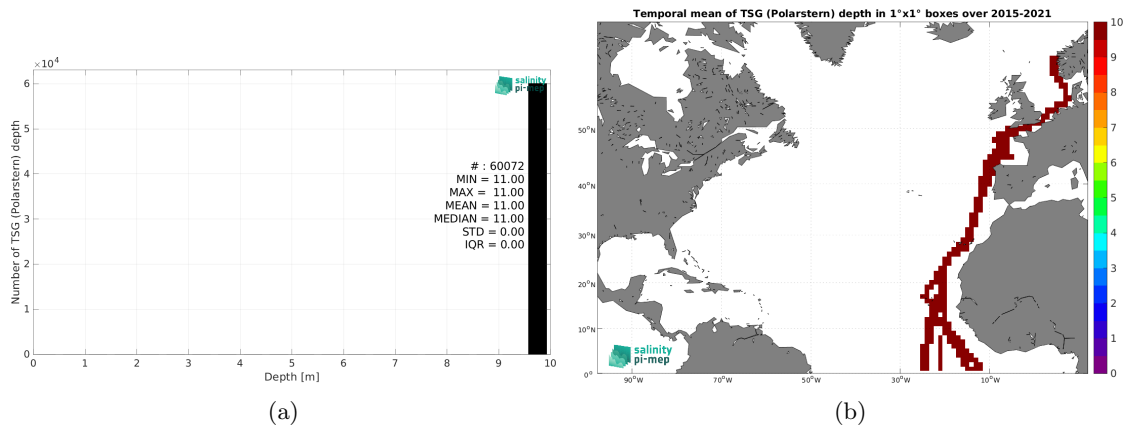 ×10⁴
6
5
4
3
2
1
0
Number of TSG (Polarstern) depth
salinity
pi-mep
# : 60072
MIN = 11.00
MAX = 11.00
MEAN = 11.00
MEDIAN = 11.00
STD = 0.00
IQR = 0.00
0 1 2 3 4 5 6 7 8 9 10
Depth [m]
(a)
Temporal mean of TSG (Polarstern) depth in 1°x1° boxes over 2015-2021
50°N
40°N
30°N
20°N
10°N
0°
90°W 70°W 50°W 30°W 10°W
salinity
pi-mep
10
9
8
7
6
5
4
3
2
1
0
(b)